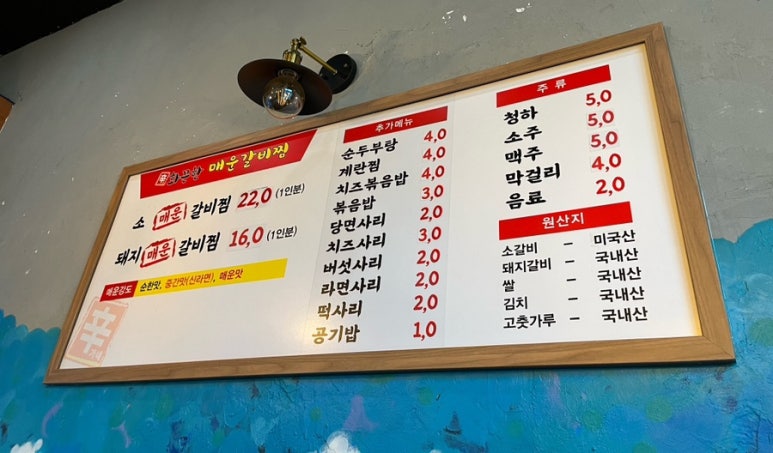 매운갈비찜
소 매운 갈비찜 22,0 (1인분)
돼지 매운 갈비찜 16,0 (1인분)
매운강도 순한맛, 중간맛(신라면), 매운맛
辛
추가메뉴
순두부탕 4,0
계란찜 4,0
치즈볶음밥 4,0
볶음밥 3,0
당면사리 2,0
치즈사리 3,0
버섯사리 2,0
라면사리 2,0
떡사리 2,0
공기밥 1,0
주 류
청하 5,0
소주 5,0
맥주 5,0
막걸리 4,0
음료 2,0
원산지
소갈비 – 미국산
돼지갈비 – 국내산
쌀 – 국내산
김치 – 국내산
고춧가루 – 국내산